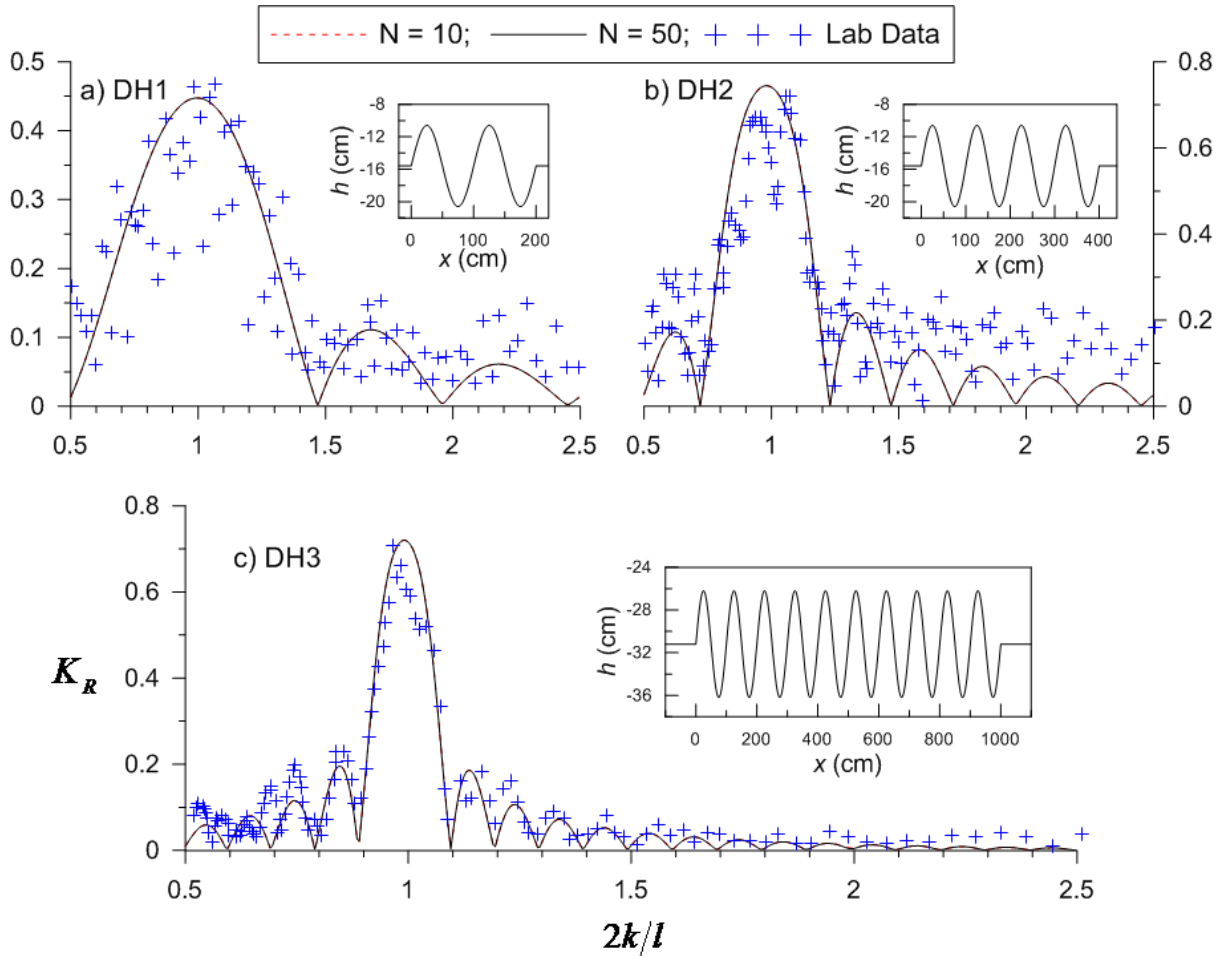 N = 10; N = 50; Lab Data
0.5
0.4
0.3
0.2
0.1
0
a) DH1
-8
-12
-16
-20
h (cm)
0 100 200
x (cm)
0.5 1 1.5 2 2.5
b) DH2
-8
-12
-16
-20
h (cm)
0 100 200 300 400
x (cm)
0.8
0.6
0.4
0.2
0
0.5 1 1.5 2 2.5
0.8
0.6
0.4
0.2
0
c) DH3
-24
-28
-32
-36
h (cm)
0 200 400 600 800 1000
x (cm)
K_R
0.5 1 1.5 2 2.5
2k/l